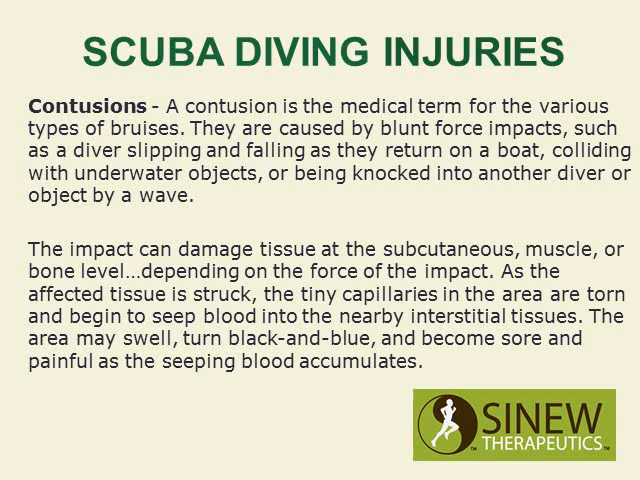 SCUBA DIVING INJURIES
Contusions - A contusion is the medical term for the various
types of bruises. They are caused by blunt force impacts, such
as a diver slipping and falling as they return on a boat, colliding
with underwater objects, or being knocked into another diver or
object by a wave.
The impact can damage tissue at the subcutaneous, muscle, or
bone level…depending on the force of the impact. As the
affected tissue is struck, the tiny capillaries in the area are torn
and begin to seep blood into the nearby interstitial tissues. The
area may swell, turn black-and-blue, and become sore and
painful as the seeping blood accumulates.
SINEW
™ THERAPEUTICS™